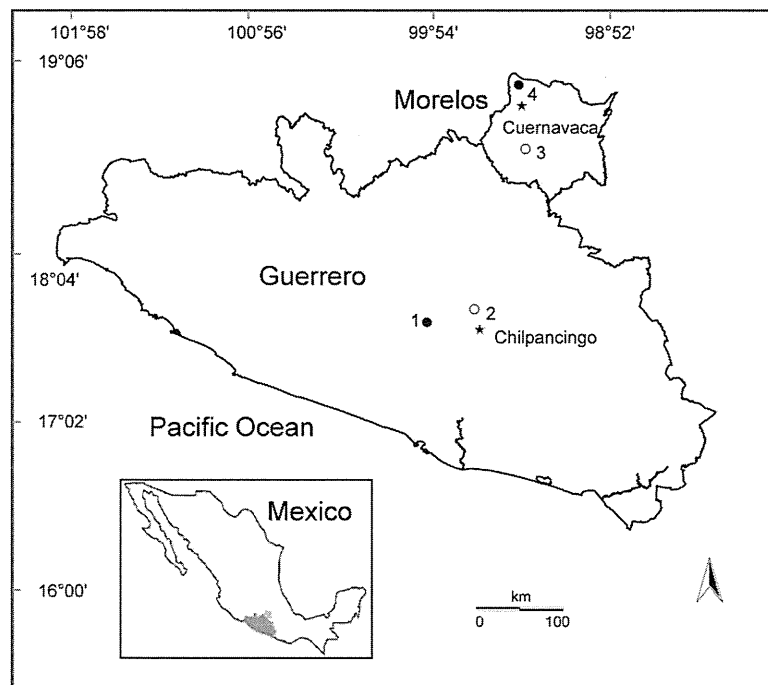 101°58' 100°56' 99°54' 98°52'
19°06'
Morelos
4
Cuernavaca
3
18°04'
Guerrero
1
2
Chilpancingo
17°02'
Pacific Ocean
Mexico
16°00'
km
0 100